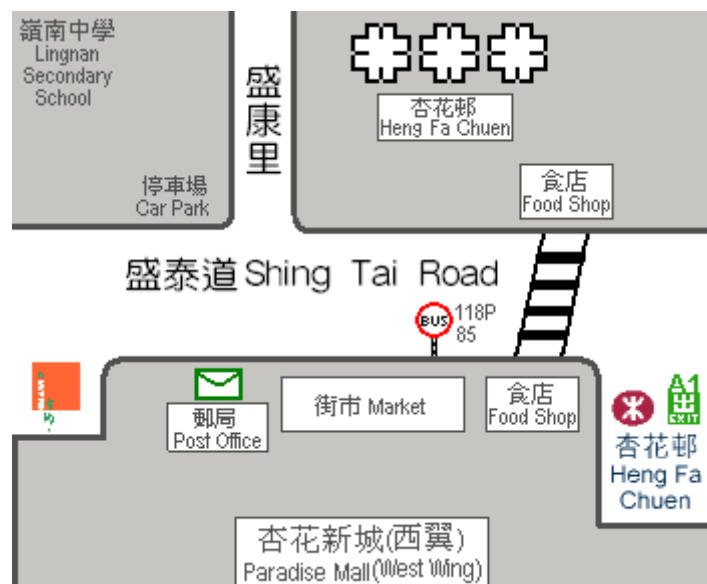 嶺南中學
Lingnan
Secondary
School
停車場
Car Park
盛康里
杏花邨
Heng Fa Chuen
食店
Food Shop
盛泰道 Shing Tai Road
BUS
118P
85
郵局
Post Office
街市 Market
食店
Food Shop
A1
出
EXIT
杏花邨
Heng Fa
Chuen
杏花新城(西翼)
Paradise Mall(West Wing)